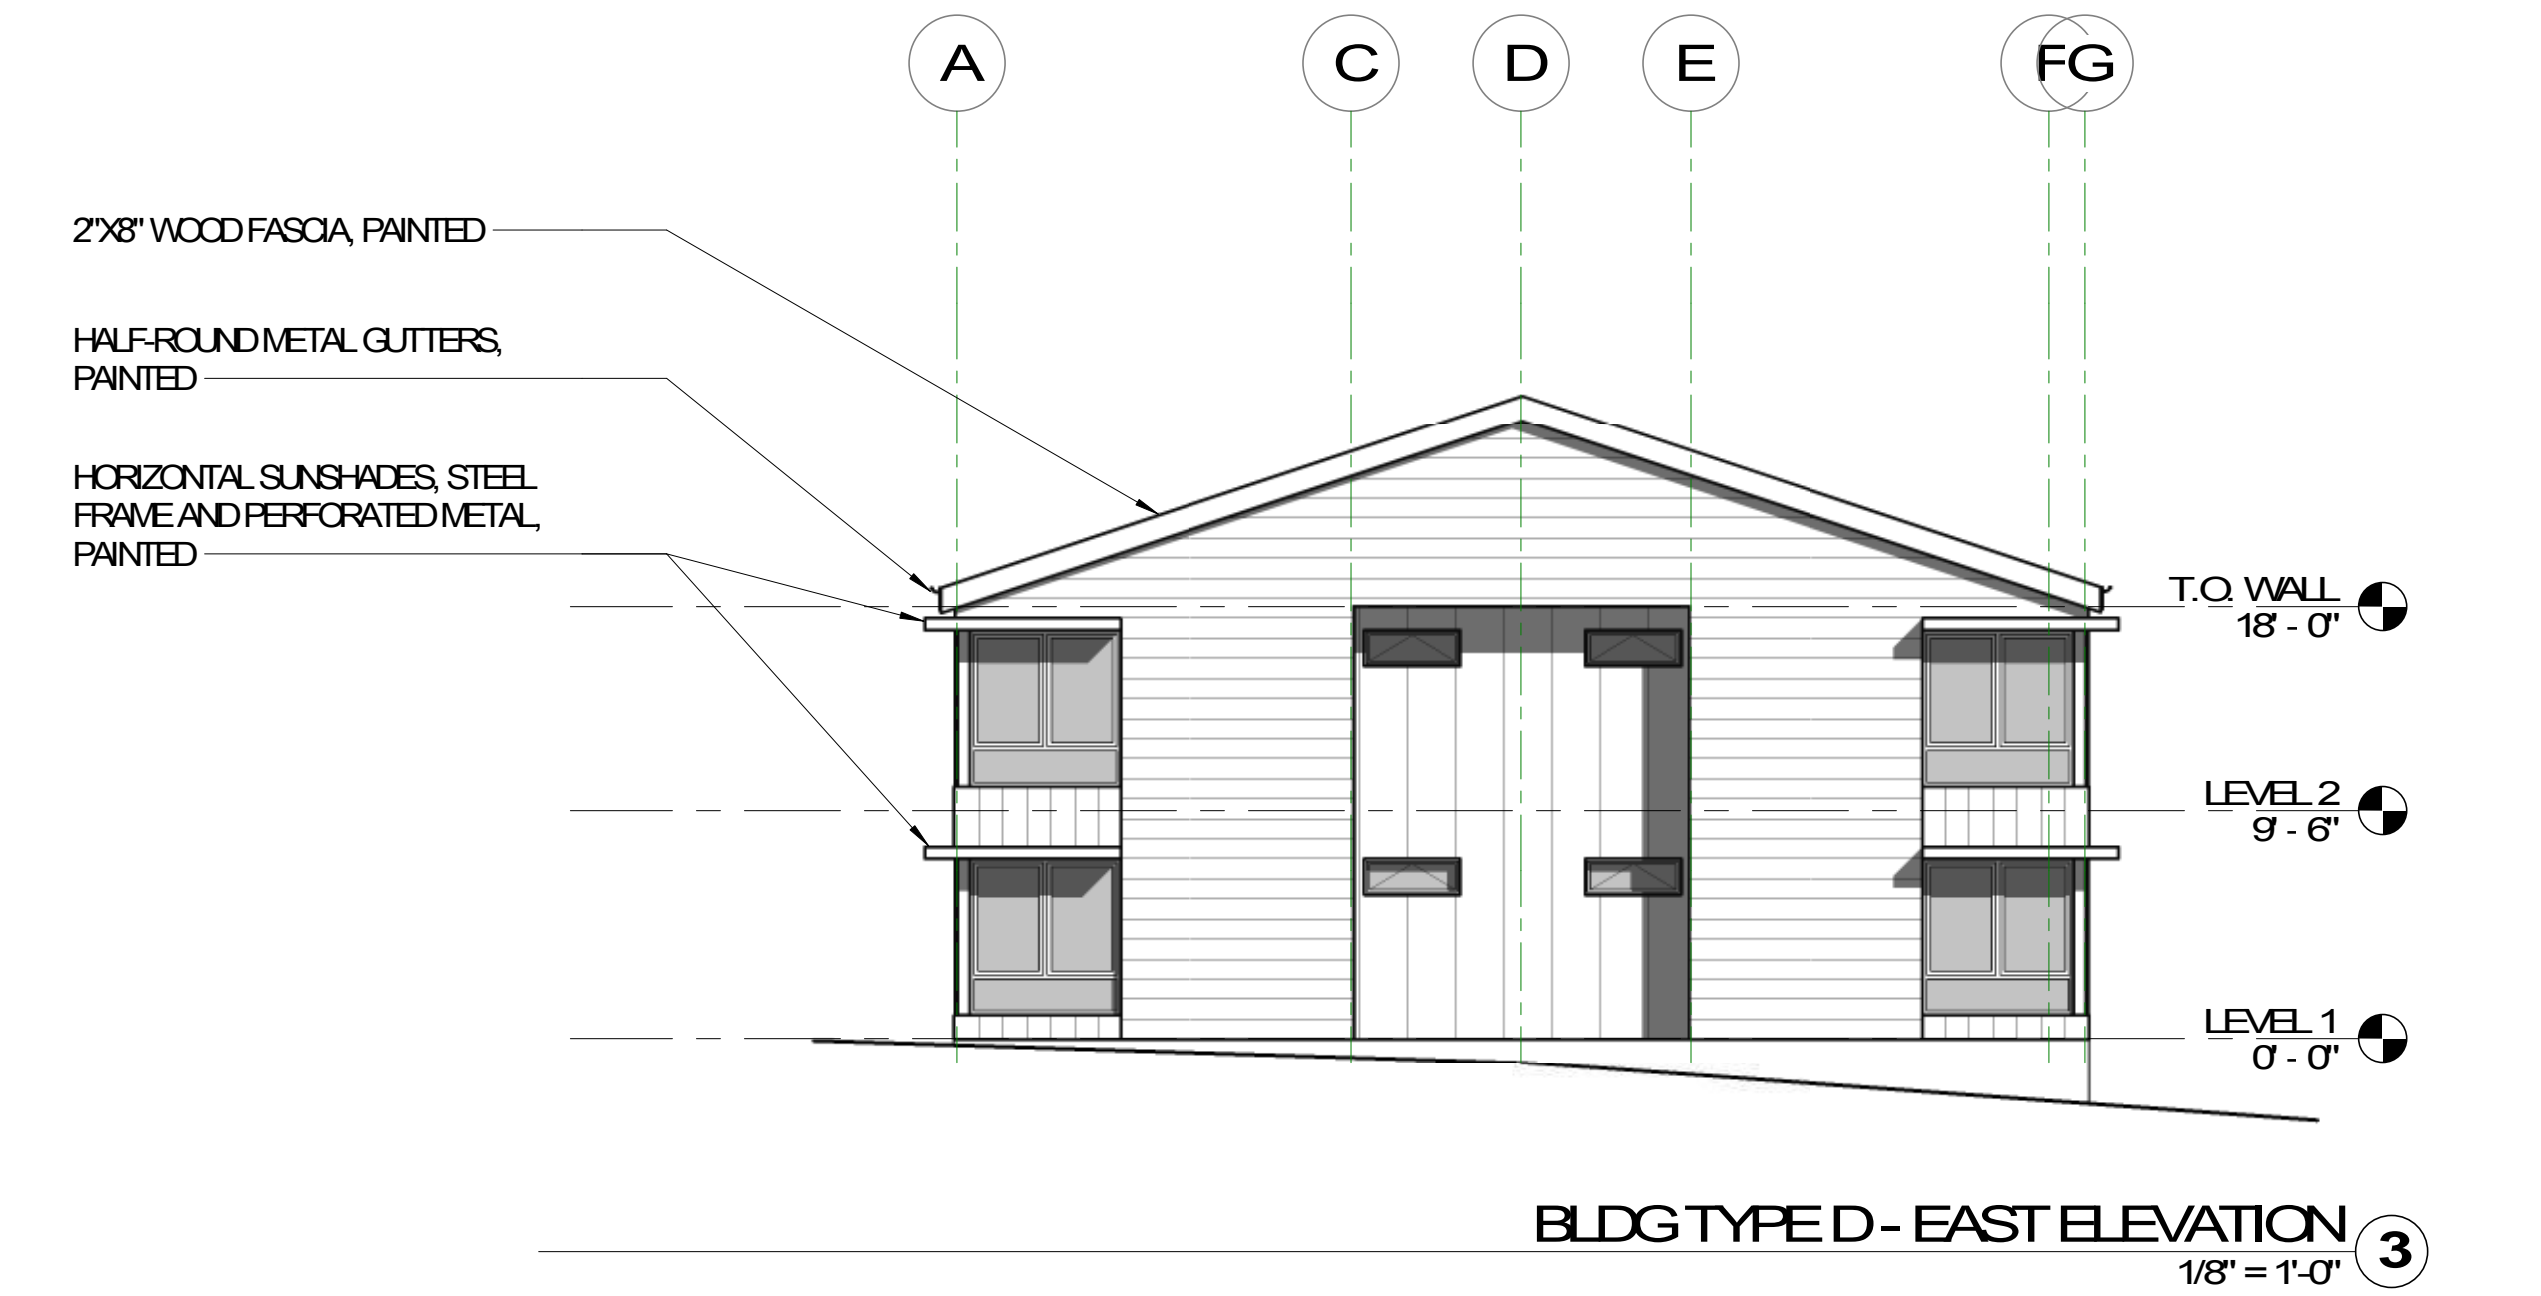 A C D E F G
2"X8" WOOD FASCIA, PAINTED
HALF-ROUND METAL GUTTERS,
PAINTED
HORIZONTAL SUNSHADES, STEEL
FRAME AND PERFORATED METAL,
PAINTED
T.O. WALL
18' - 0"
LEVEL 2
9' - 6"
LEVEL 1
0' - 0"
BLDG TYPE D - EAST ELEVATION
3
1/8" = 1'-0"